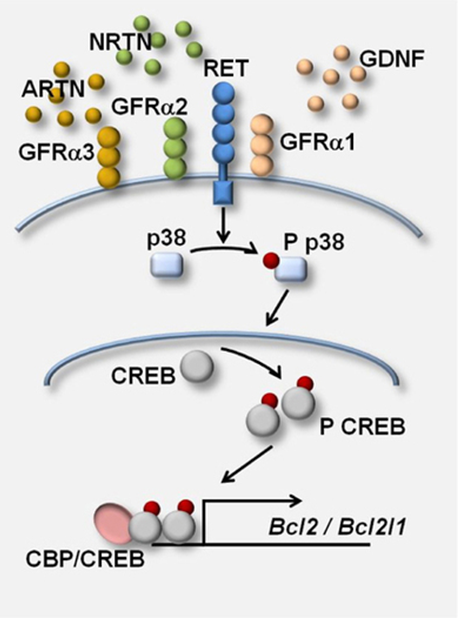 NRTN
GDNF
RET
ARTN
GFRα2
GFRα1
GFRα3
p38
P p38
CREB
P CREB
Bcl2 / Bcl2l1
CBP/CREB